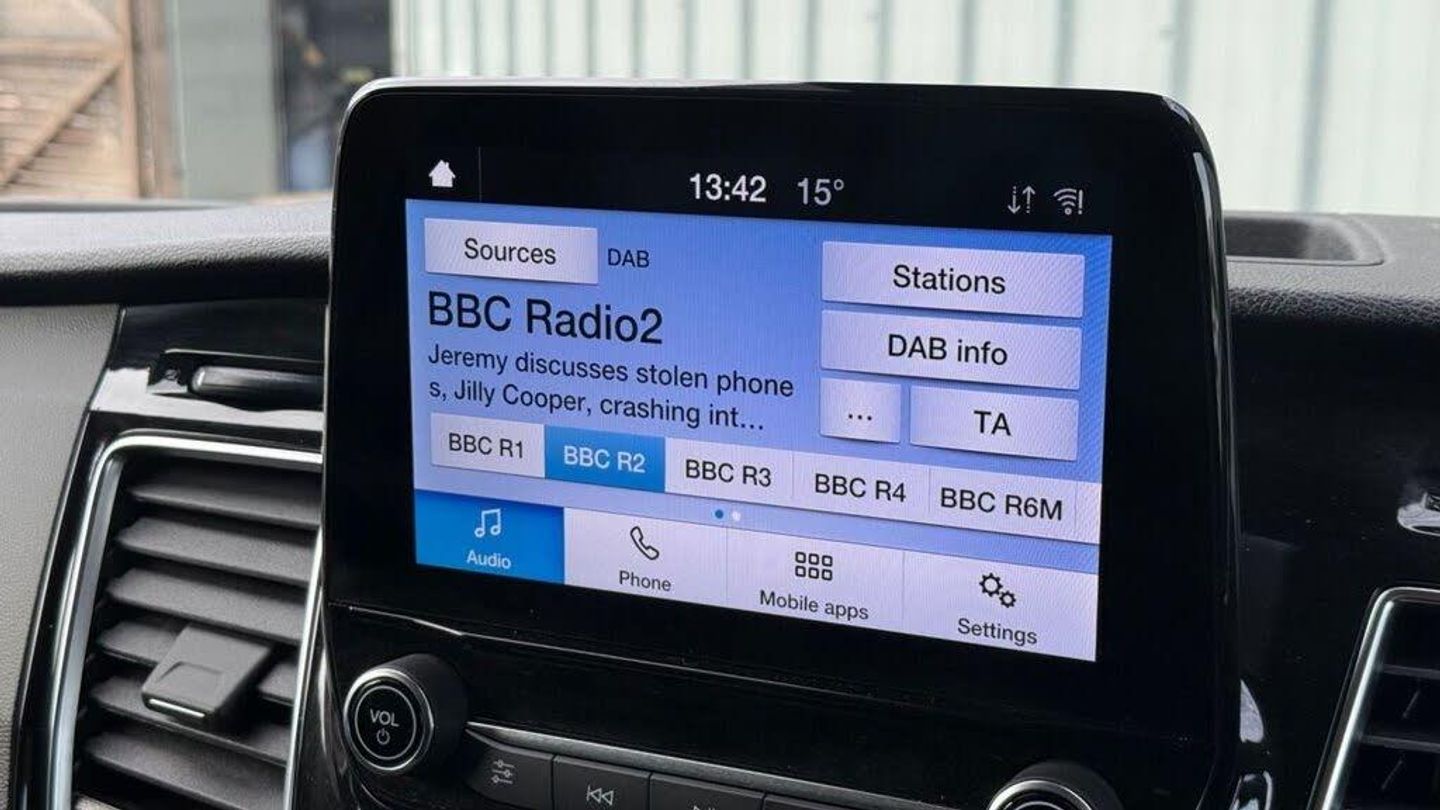 13:42 15°
Sources DAB
Stations
BBC Radio2
DAB info
Jeremy discusses stolen phone
s, Jilly Cooper, crashing int...
... TA
BBC R1 BBC R2 BBC R3 BBC R4 BBC R6M
Audio Phone Mobile apps Settings
VOL